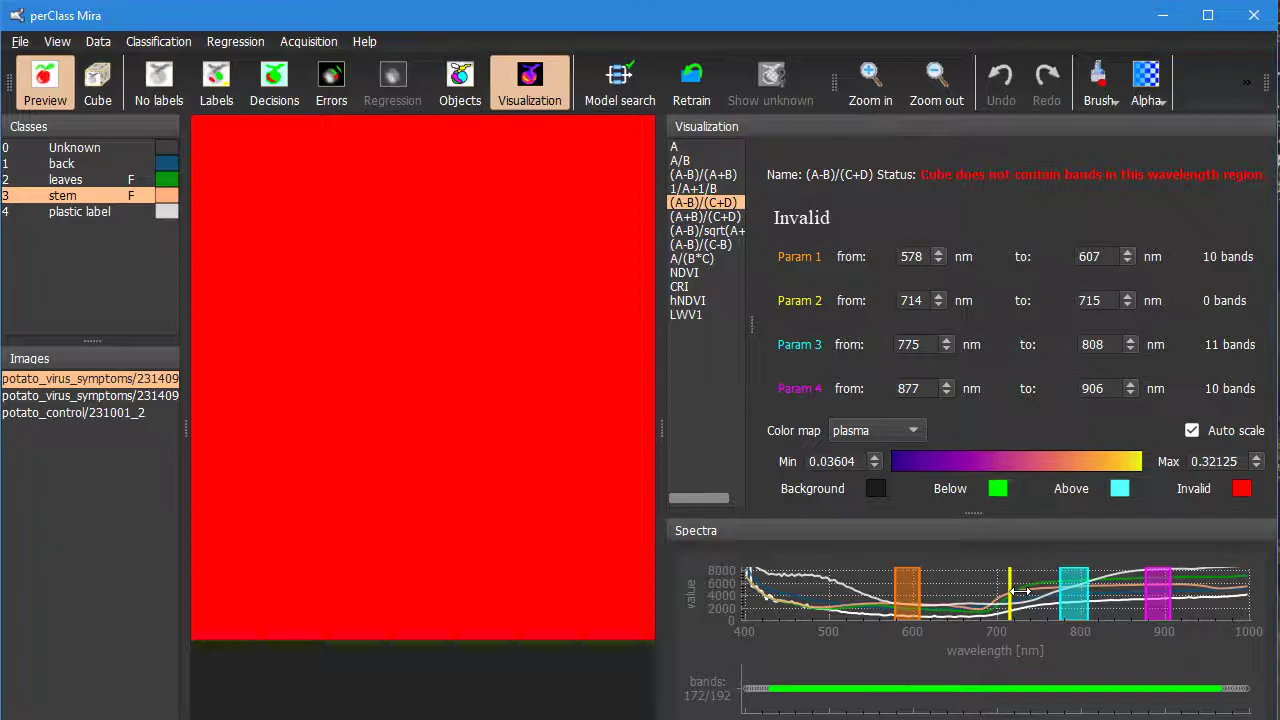 perClass Mira
File View Data Classification Regression Acquisition Help
Preview Cube No labels Labels Decisions Errors Regression Objects Visualization Model search Retrain Show unknown Zoom in Zoom out Undo Redo Brush Alpha »
Classes
0 Unknown
1 back
2 leaves F
3 stem F
4 plastic label
Images
potato_virus_symptoms/231409
potato_virus_symptoms/231409
potato_control/231001_2
Visualization
A
A/B
(A-B)/(A+B)
1/A+1/B
(A-B)/(C+D)
(A+B)/(C+D)
(A-B)/sqrt(A+
(A-B)/(C-B)
A/(B*C)
NDVI
CRI
hNDVI
LWV1
Name: (A-B)/(C+D) Status: Cube does not contain bands in this wavelength region
Invalid
Param 1 from: 578 nm to: 607 nm 10 bands
Param 2 from: 714 nm to: 715 nm 0 bands
Param 3 from: 775 nm to: 808 nm 11 bands
Param 4 from: 877 nm to: 906 nm 10 bands
Color map plasma Auto scale
Min 0.03604 Max 0.32125
Background Below Above Invalid
Spectra
value
8000
6000
4000
2000
0
400 500 600 700 800 900 1000
wavelength [nm]
bands:
172/192